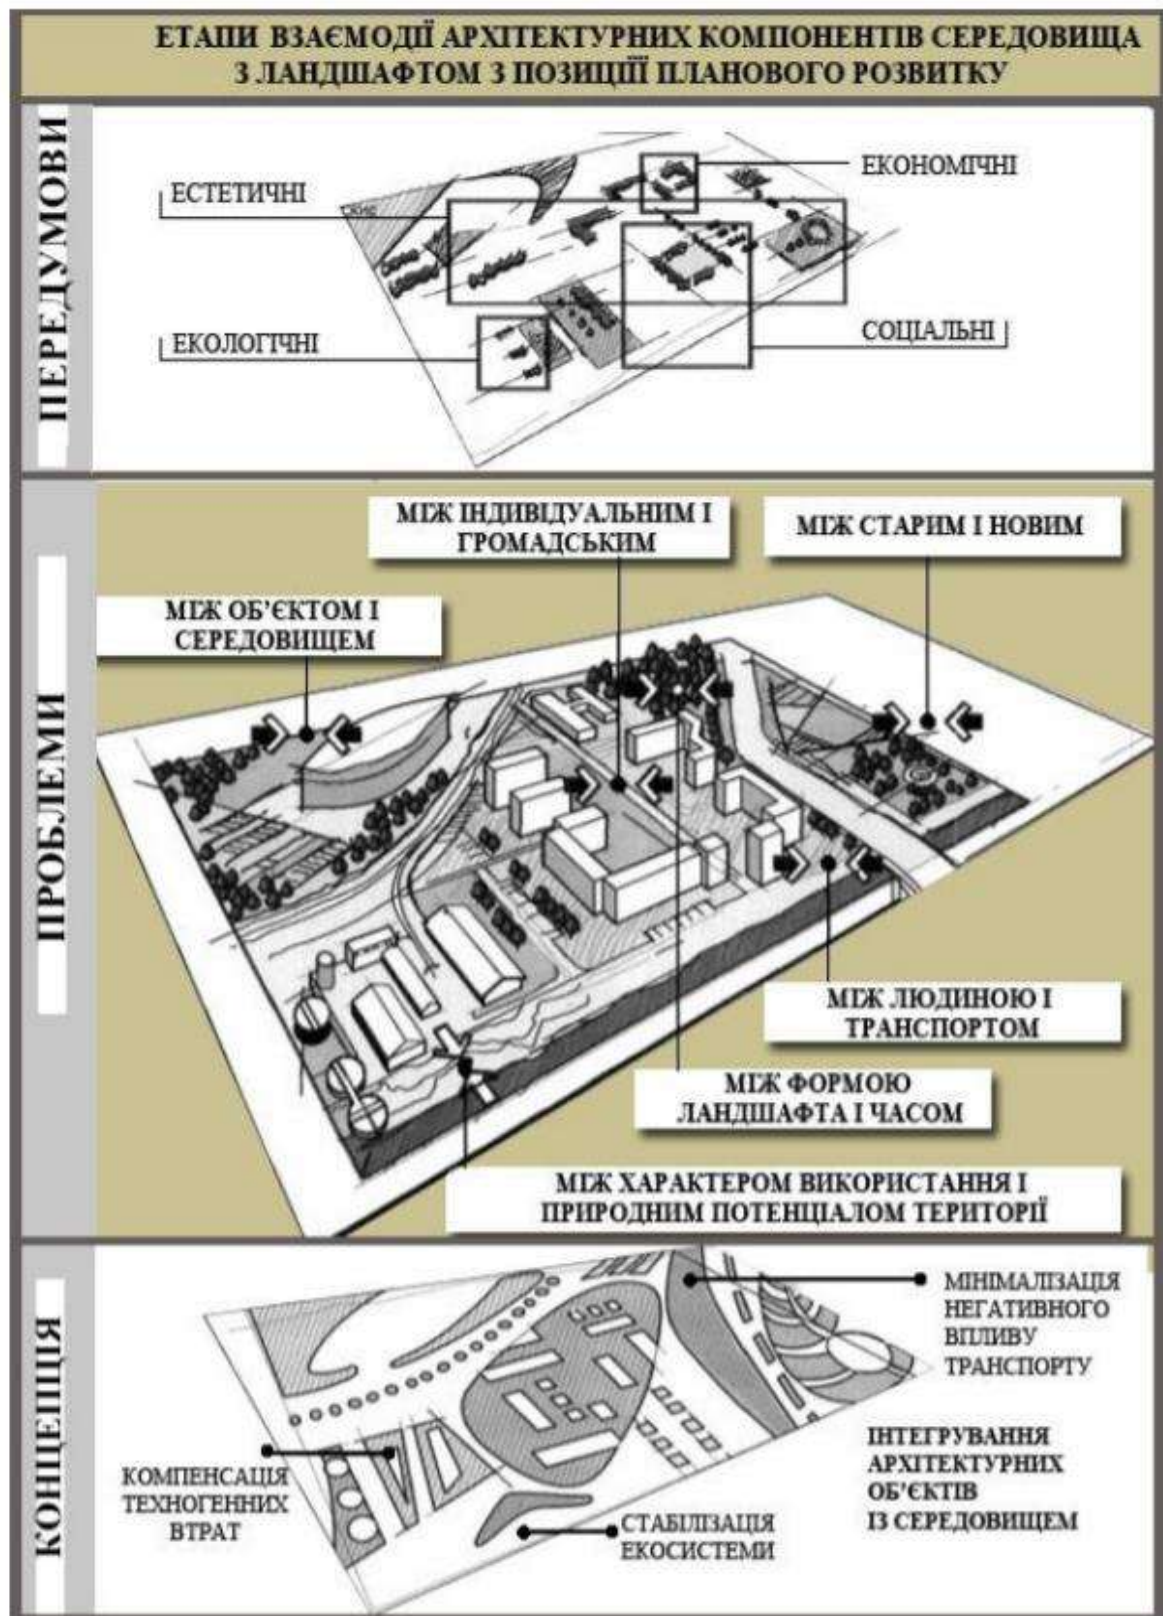 ЕТАПИ ВЗАЄМОДІЇ АРХІТЕКТУРНИХ КОМПОНЕНТІВ СЕРЕДОВИЩА
З ЛАНДШАФТОМ З ПОЗИЦІЇЇ ПЛАНОВОГО РОЗВИТКУ
ПЕРЕДУМОВИ
ЕСТЕТИЧНІ
ЕКОНОМІЧНІ
ЕКОЛОГІЧНІ
СОЦІАЛЬНІ
ПРОБЛЕМИ
МІЖ ІНДИВІДУАЛЬНИМ І
ГРОМАДСЬКИМ
МІЖ СТАРИМ І НОВИМ
МІЖ ОБ’ЄКТОМ І
СЕРЕДОВИЩЕМ
МІЖ ЛЮДИНОЮ І
ТРАНСПОРТОМ
МІЖ ФОРМОЮ
ЛАНДШАФТА І ЧАСОМ
МІЖ ХАРАКТЕРОМ ВИКОРИСТАННЯ І
ПРИРОДНИМ ПОТЕНЦІАЛОМ ТЕРИТОРІЇ
КОНЦЕПЦІЯ
МІНІМАЛІЗАЦІЯ
НЕГАТИВНОГО
ВПЛИВУ
ТРАНСПОРТУ
ІНТЕГРУВАННЯ
АРХІТЕКТУРНИХ
ОБ’ЄКТІВ
ІЗ СЕРЕДОВИЩЕМ
КОМПЕНСАЦІЯ
ТЕХНОГЕННИХ
ВТРАТ
СТАБІЛІЗАЦІЯ
ЕКОСИСТЕМИ